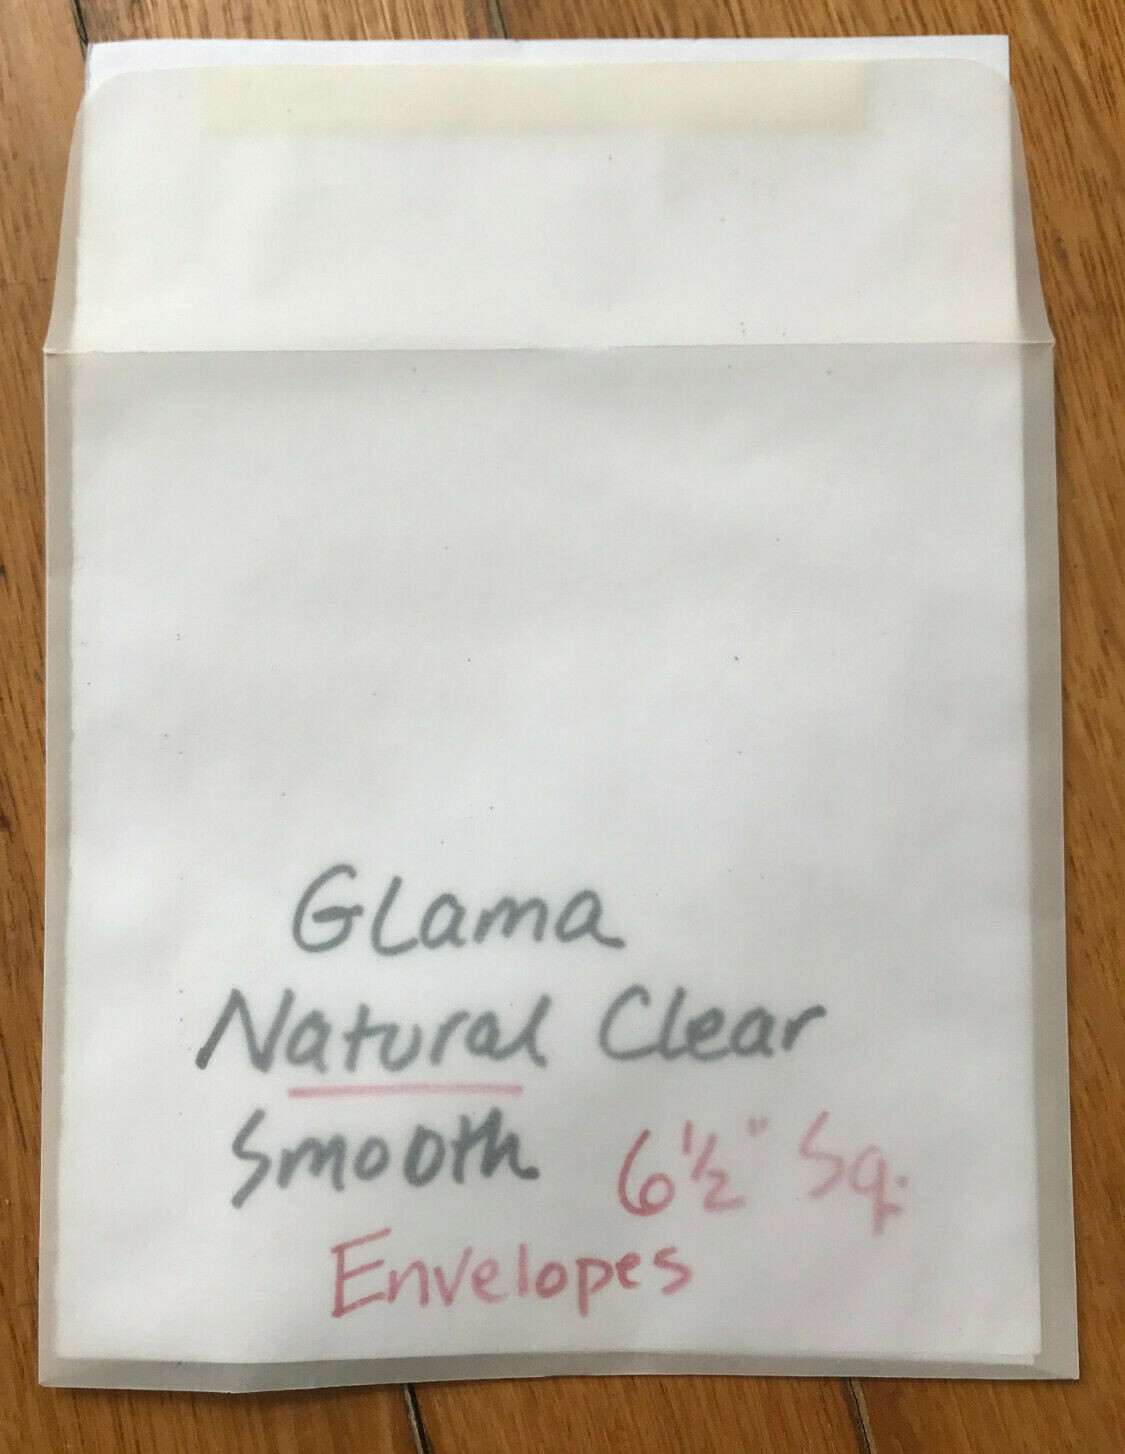 GLama
Natural Clear
Smooth 6½" Sq.
Envelopes